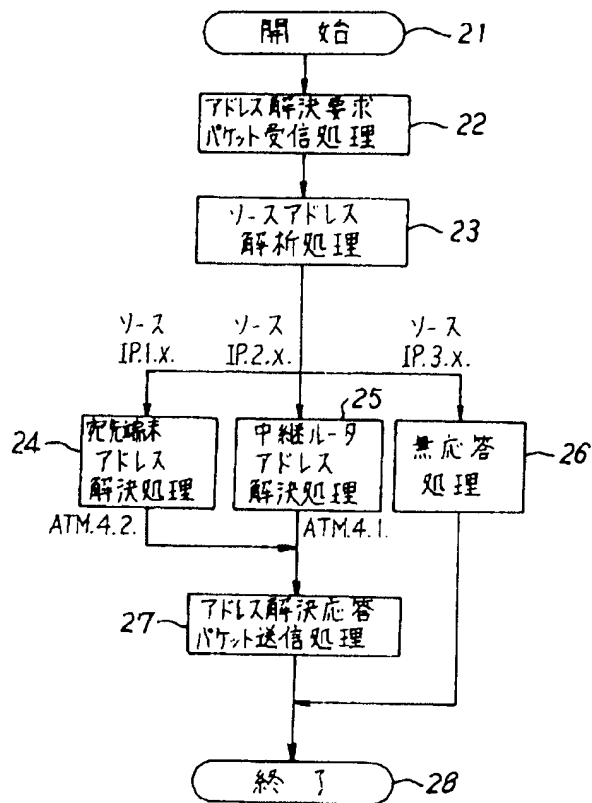 開始
21
アドレス解決要求
パケット受信処理
22
ソースアドレス
解析処理
23
ソース
IP.1.X.
ソース
IP.2.X.
ソース
IP.3.X.
24
宛先端末
アドレス
解決処理
25
中継ルータ
アドレス
解決処理
無応答
処理
26
ATM.4.2.
ATM.4.1.
27
アドレス解決応答
パケット送信処理
終了
28